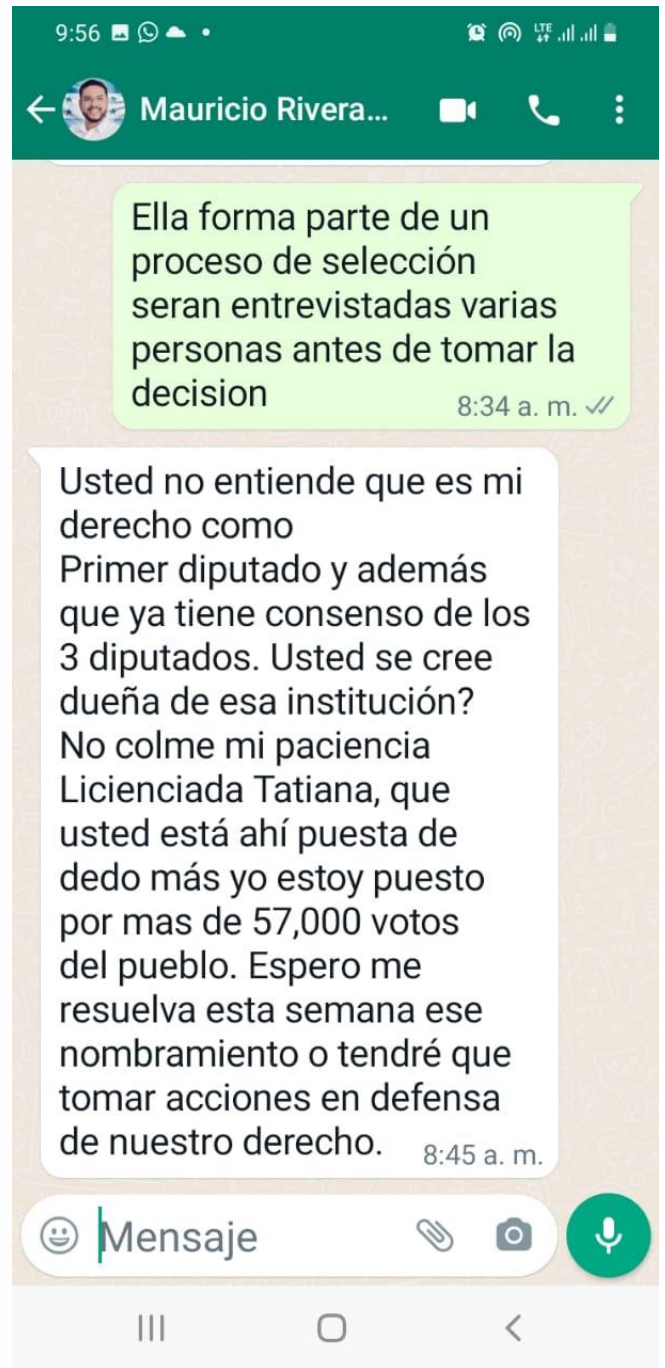 9:56
LTE
Mauricio Rivera...
Ella forma parte de un
proceso de selección
seran entrevistadas varias
personas antes de tomar la
decision
8:34 a. m.
Usted no entiende que es mi
derecho como
Primer diputado y además
que ya tiene consenso de los
3 diputados. Usted se cree
dueña de esa institución?
No colme mi paciencia
Licienciada Tatiana, que
usted está ahí puesta de
dedo más yo estoy puesto
por mas de 57,000 votos
del pueblo. Espero me
resuelva esta semana ese
nombramiento o tendré que
tomar acciones en defensa
de nuestro derecho.
8:45 a. m.
Mensaje